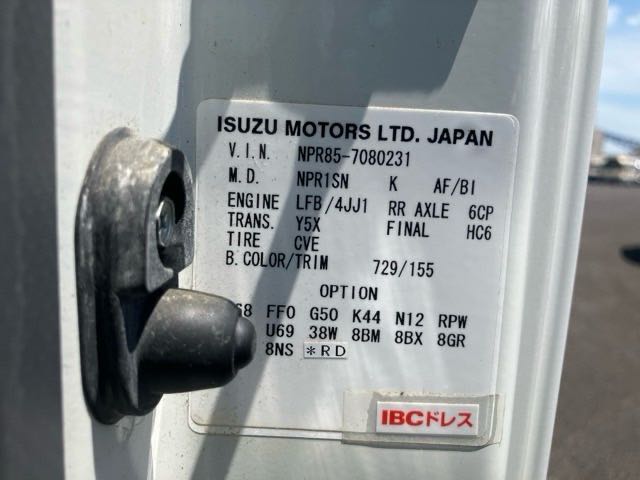 ISUZU MOTORS LTD. JAPAN
V.I.N. NPR85-7080231
M.D. NPR1SN K AF/BI
ENGINE LFB/4JJ1 RR AXLE 6CP
TRANS. Y5X FINAL HC6
TIRE CVE
B.COLOR/TRIM 729/155
OPTION
FF0 G50 K44 N12 RPW
U69 38W 8BM 8BX 8GR
8NS *RD
IBCドレス